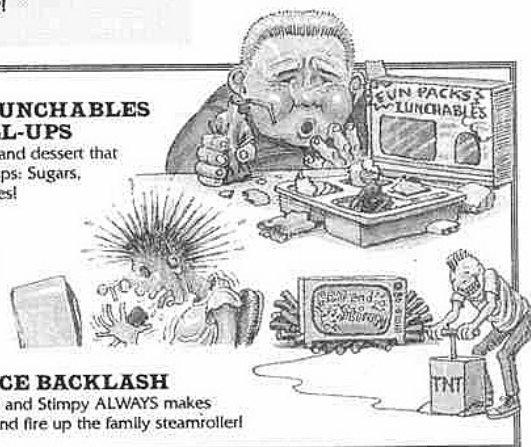 UNCHABLES
L-UPS
and dessert that
ps: Sugars,
es!
FUN PACKS
LUNCHABLES
TNT
CE BACKLASH
and Stimpy ALWAYS makes
nd fire up the family steamroller!